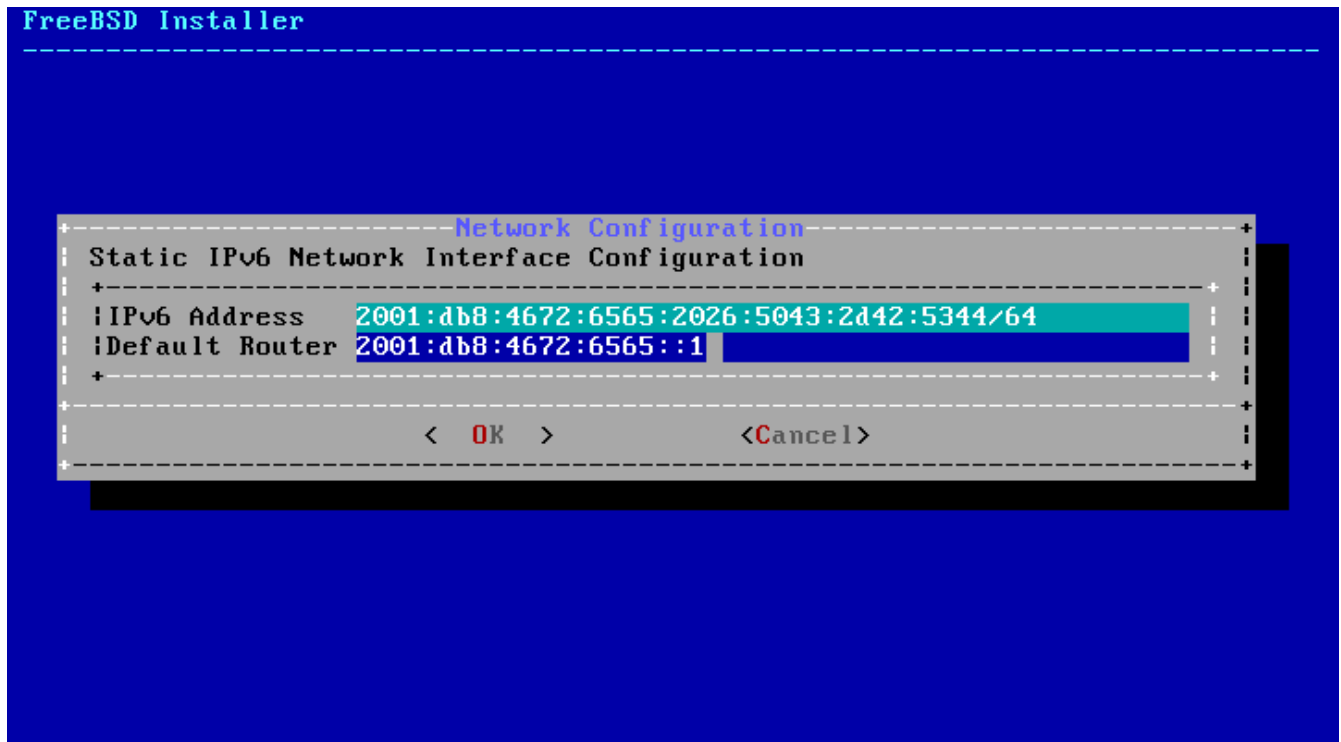 FreeBSD Installer
Network Configuration
Static IPv6 Network Interface Configuration
IPv6 Address 2001:db8:4672:6565:2026:5043:2d42:5344/64
Default Router 2001:db8:4672:6565::1
< OK > <Cancel>